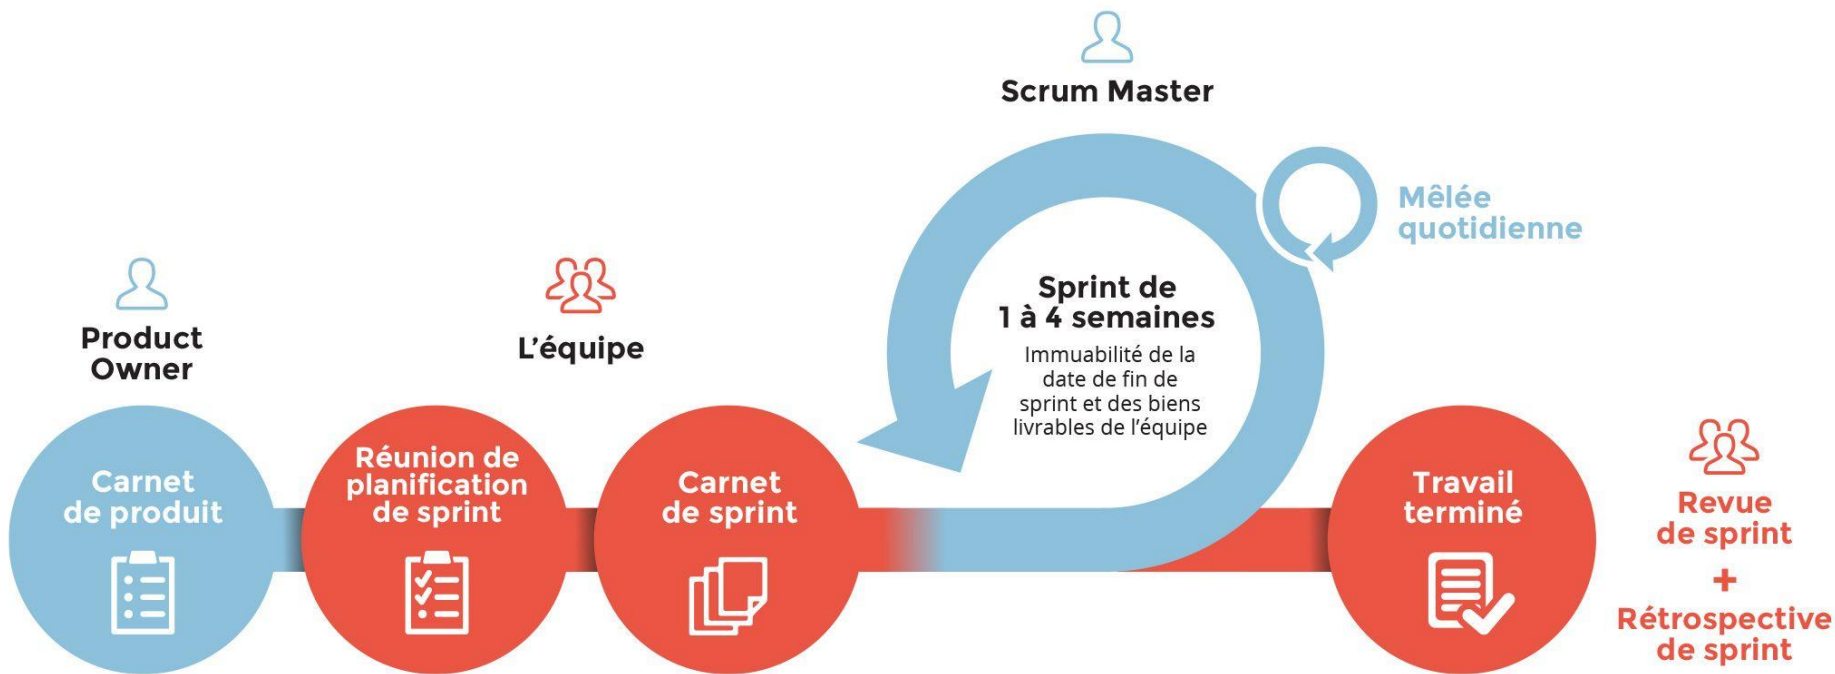 Scrum Master
Mêlée
quotidienne
Sprint de
1 à 4 semaines
Immuabilité de la
date de fin de
sprint et des biens
livrables de l’équipe
Product
Owner
L’équipe
Carnet
de produit
Réunion de
planification
de sprint
Carnet
de sprint
Travail
terminé
Revue
de sprint
+
Rétrospective
de sprint